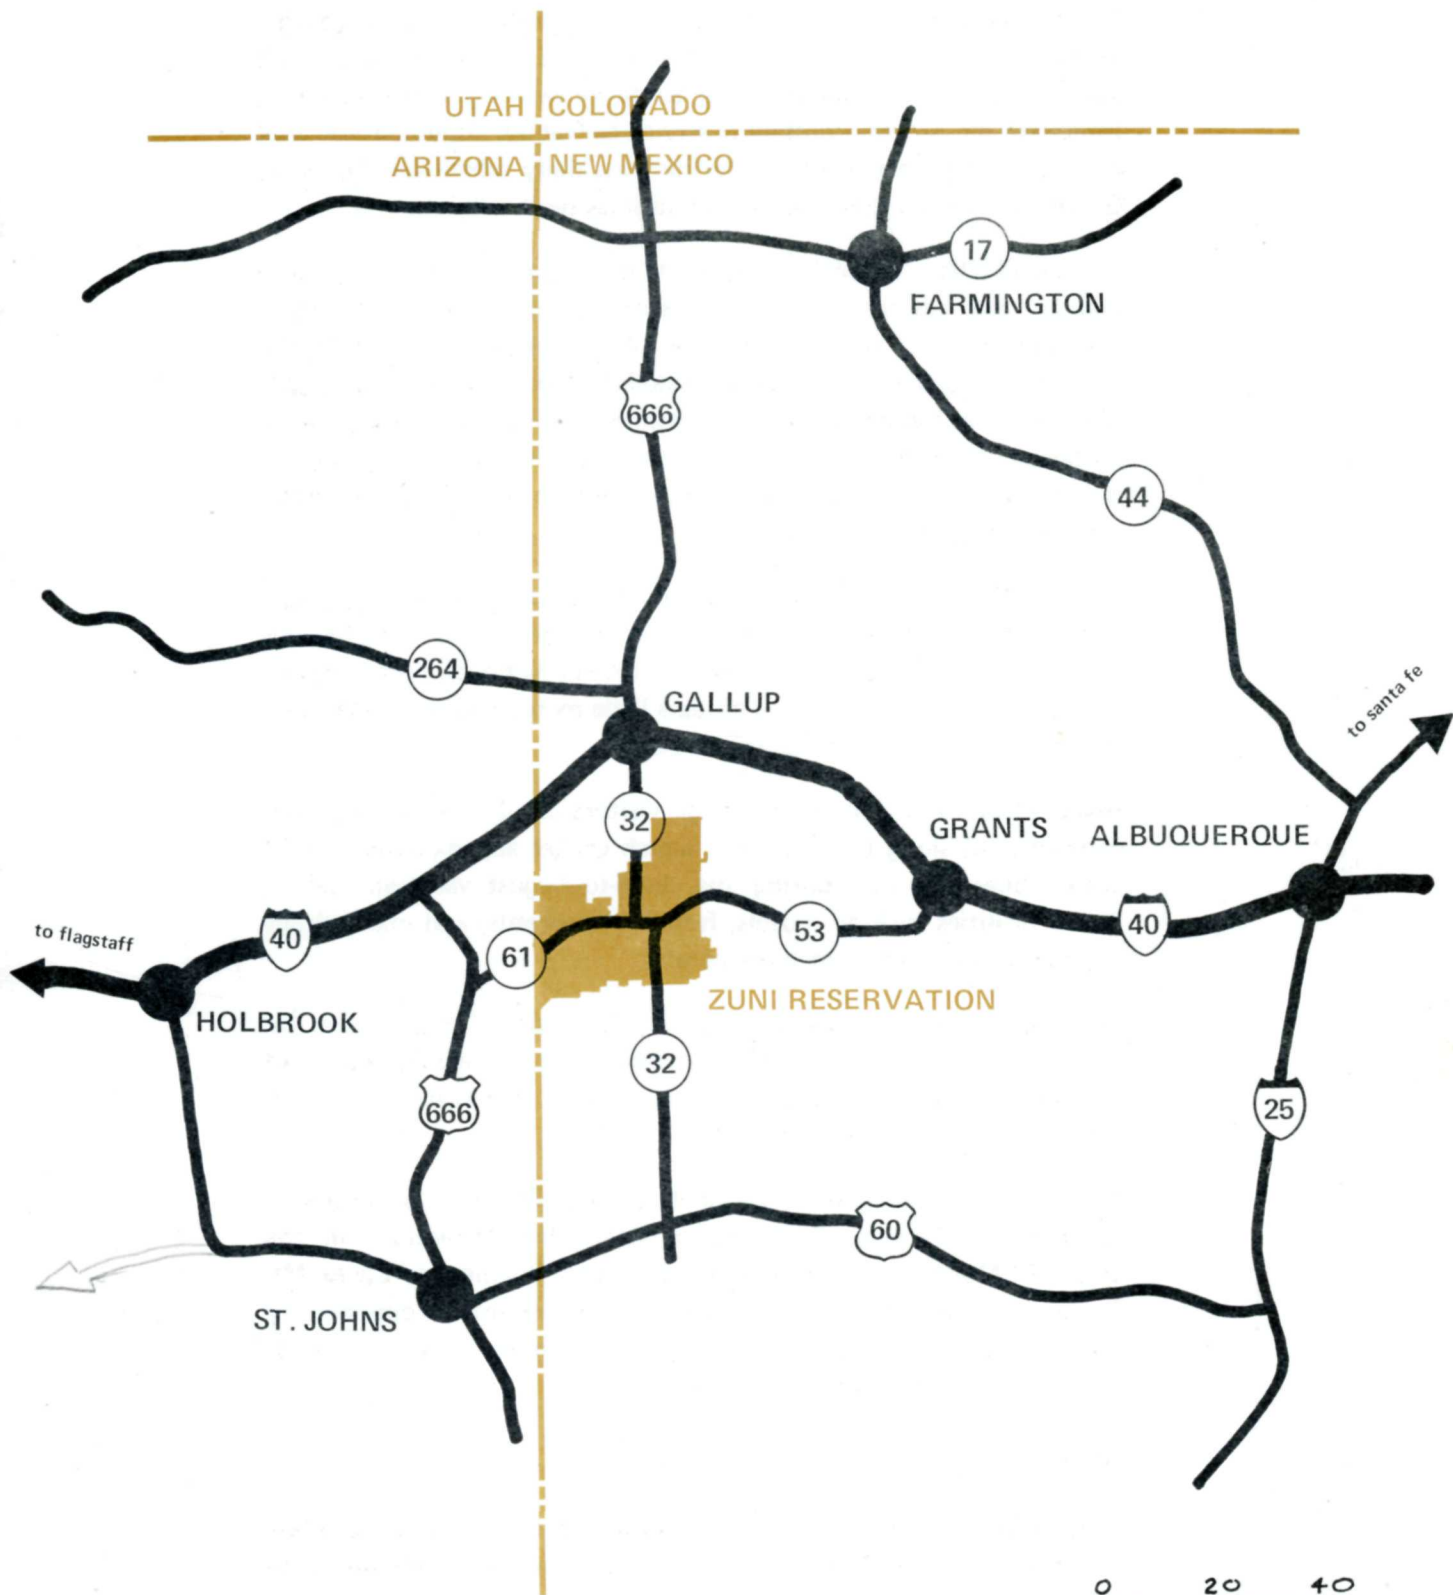 UTAH COLORADO
ARIZONA NEW MEXICO
17
FARMINGTON
666
44
264
GALLUP
to santa fe
32
GRANTS
ALBUQUERQUE
to flagstaff
40
61
53
40
ZUNI RESERVATION
HOLBROOK
32
666
25
60
ST. JOHNS
0 20 40